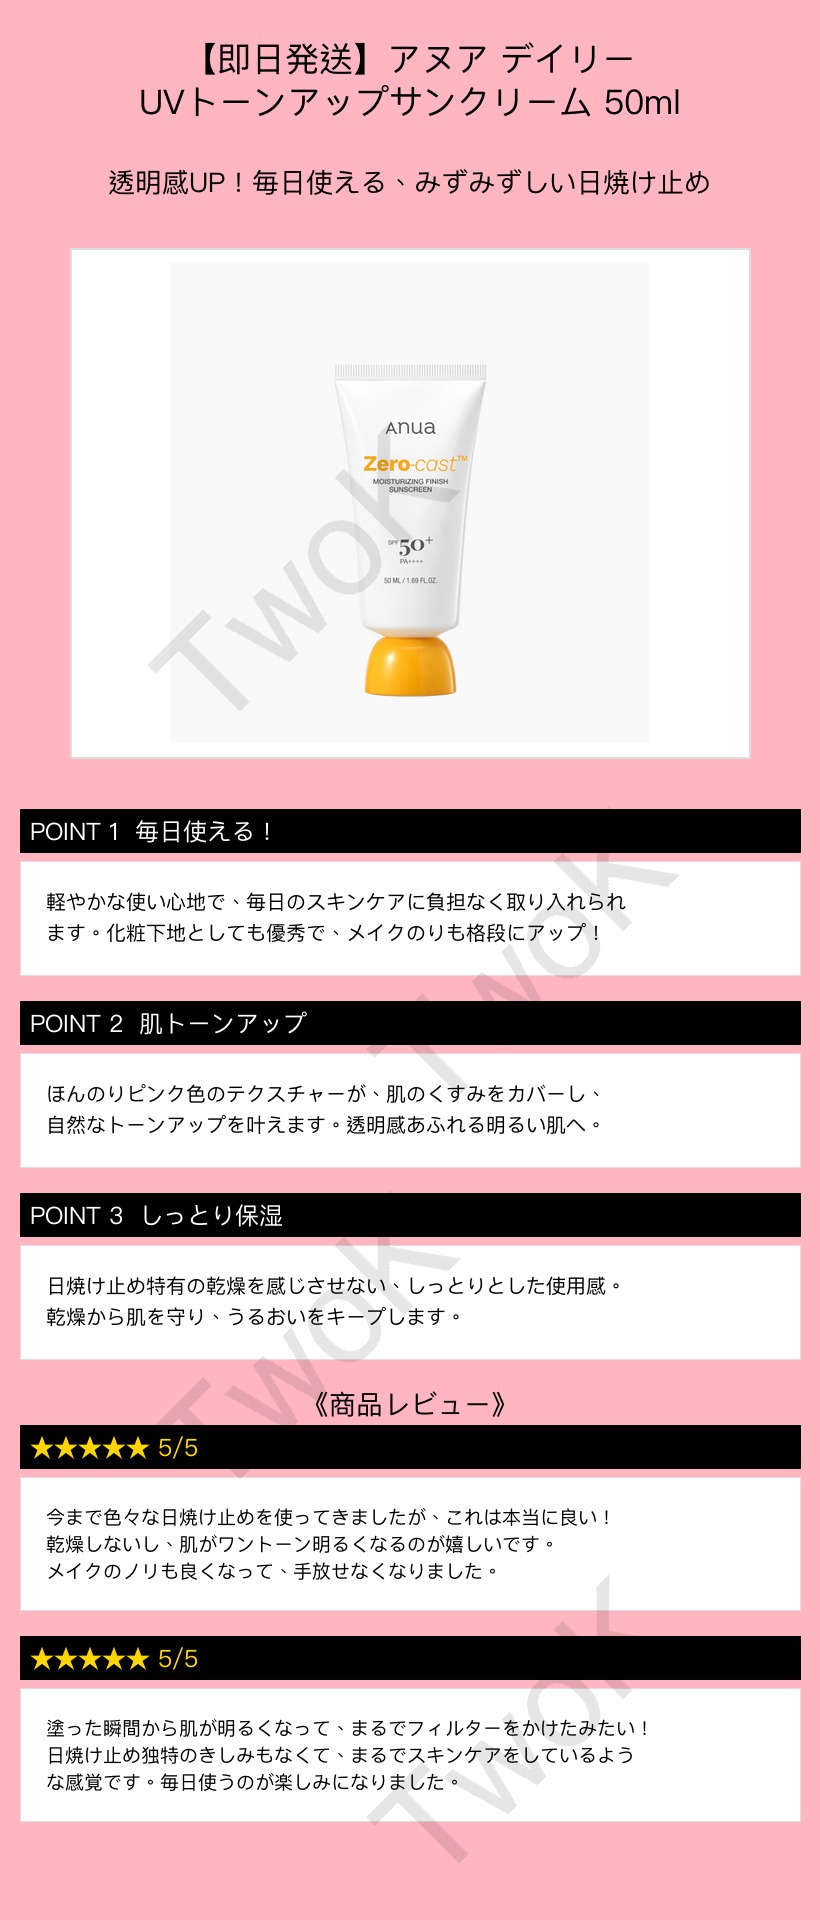 【即日発送】アヌア デイリー
UVトーンアップサンクリーム 50ml
透明感UP！毎日使える、みずみずしい日焼け止め
Anua
Zero-cast™
MOISTURIZING FINISH
SUNSCREEN
SPF50+
PA++++
50 ML / 1.69 FL.OZ.
Twok
POINT 1 毎日使える！
軽やかな使い心地で、毎日のスキンケアに負担なく取り入れられ
ます。化粧下地としても優秀で、メイクのりも格段にアップ！
Twok
POINT 2 肌トーンアップ
ほんのりピンク色のテクスチャーが、肌のくすみをカバーし、
自然なトーンアップを叶えます。透明感あふれる明るい肌へ。
POINT 3 しっとり保湿
日焼け止め特有の乾燥を感じさせない、しっとりとした使用感。
乾燥から肌を守り、うるおいをキープします。
Twok
《商品レビュー》
★★★★★ 5/5
今まで色々な日焼け止めを使ってきましたが、これは本当に良い！
乾燥しないし、肌がワントーン明るくなるのが嬉しいです。
メイクのノリも良くなって、手放せなくなりました。
★★★★★ 5/5
塗った瞬間から肌が明るくなって、まるでフィルターをかけたみたい！
日焼け止め独特のきしみもなくて、まるでスキンケアをしているよう
な感覚です。毎日使うのが楽しみになりました。
Twok